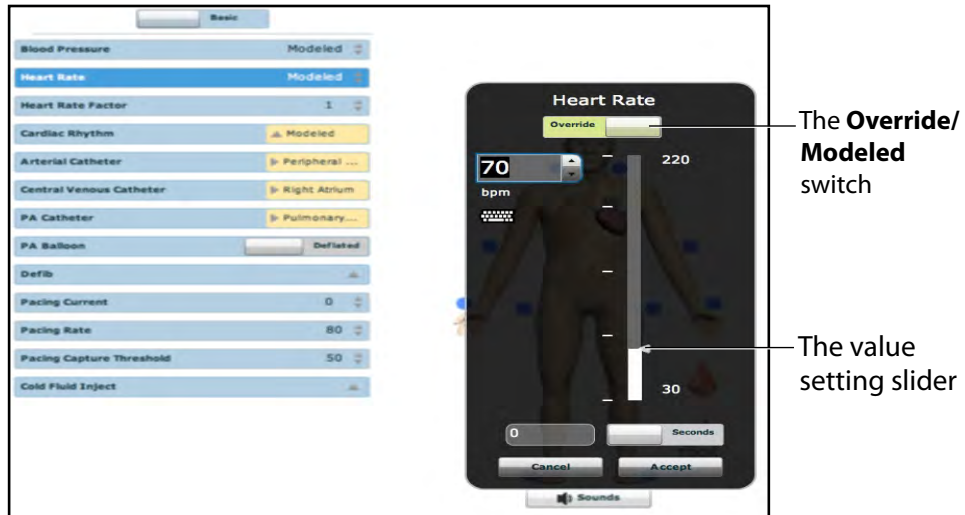 Basic
Blood Pressure Modeled
Heart Rate Modeled
Heart Rate Factor 1
Cardiac Rhythm Modeled
Arterial Catheter Peripheral ...
Central Venous Catheter Right Atrium
PA Catheter Pulmonary...
PA Balloon Deflated
Defib
Pacing Current 0
Pacing Rate 80
Pacing Capture Threshold 50
Cold Fluid Inject
Heart Rate
Override
70
bpm
220
30
0 Seconds
Cancel Accept
Sounds
The Override/
Modeled
switch
The value
setting slider